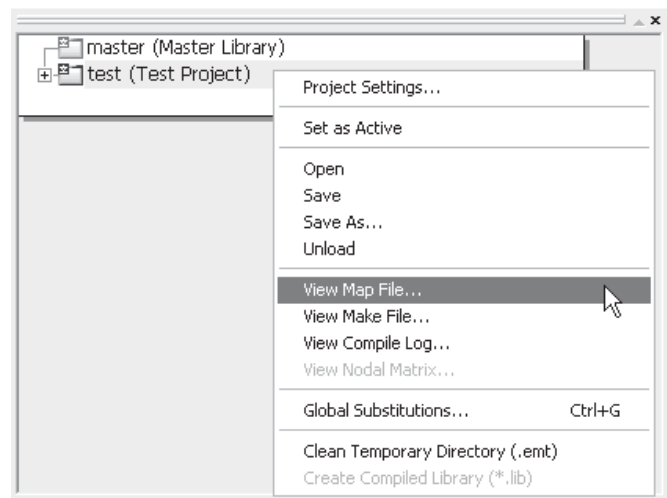 master (Master Library)
test (Test Project)
Project Settings...
Set as Active
Open
Save
Save As...
Unload
View Map File...
View Make File...
View Compile Log...
View Nodal Matrix...
Global Substitutions... Ctrl+G
Clean Temporary Directory (.emt)
Create Compiled Library (*.lib)